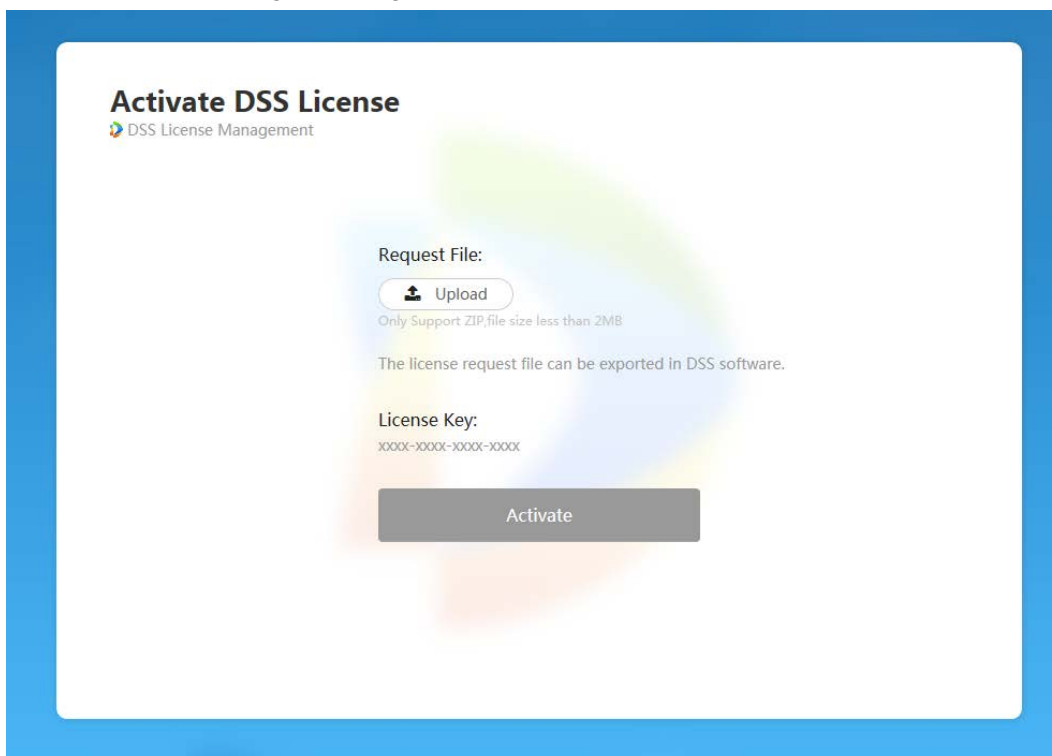 Activate DSS License
DSS License Management
Request File:
Upload
Only Support ZIP,file size less than 2MB
The license request file can be exported in DSS software.
License Key:
xxxx-xxxx-xxxx-xxxx
Activate